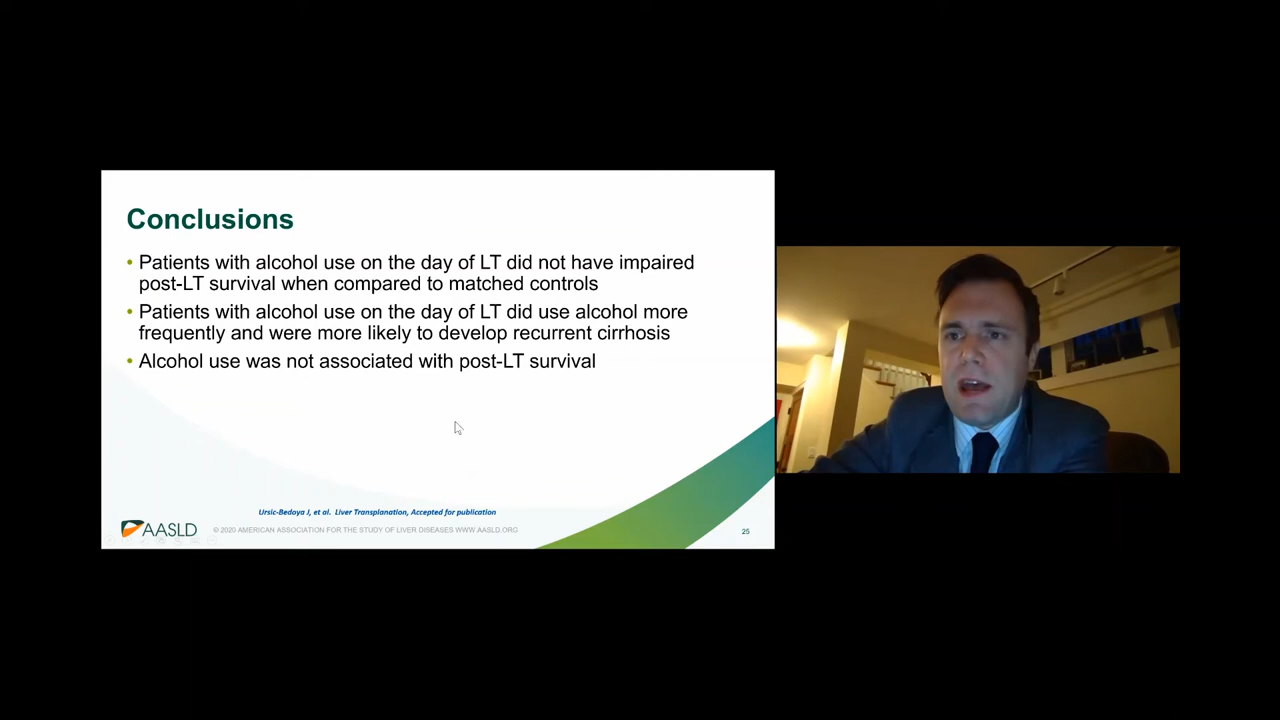 Conclusions
• Patients with alcohol use on the day of LT did not have impaired
post-LT survival when compared to matched controls
• Patients with alcohol use on the day of LT did use alcohol more
frequently and were more likely to develop recurrent cirrhosis
• Alcohol use was not associated with post-LT survival
Ursic-Bedoya J, et al. Liver Transplanation, Accepted for publication
AASLD
© 2020 AMERICAN ASSOCIATION FOR THE STUDY OF LIVER DISEASES WWW.AASLD.ORG
25